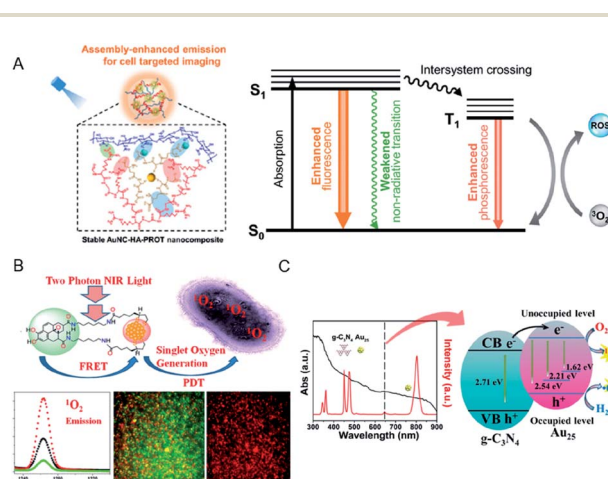 A
Assembly-enhanced emission
for cell targeted imaging
Stable AuNC-HA-PROT nanocomposite
S₁
S₀
Absorption
Enhanced
fluorescence
Weakened
non-radiative transition
Intersystem crossing
T₁
Enhanced
phosphorescence
ROS
³O₂
B
Two Photon NIR Light
FRET
Singlet Oxygen
Generation
PDT
¹O₂
¹O₂
¹O₂
¹O₂
Emission
C
Abs (a.u.)
g-C₃N₄ Au₂₅
Intensity (a.u.)
300 400 500 600 700 800 900
Wavelength (nm)
CB e⁻
2.71 eV
VB h⁺
g-C₃N₄
Unoccupied level
e⁻
1.62 eV
2.21 eV
2.54 eV
h⁺
Occupied level
Au₂₅
O₂